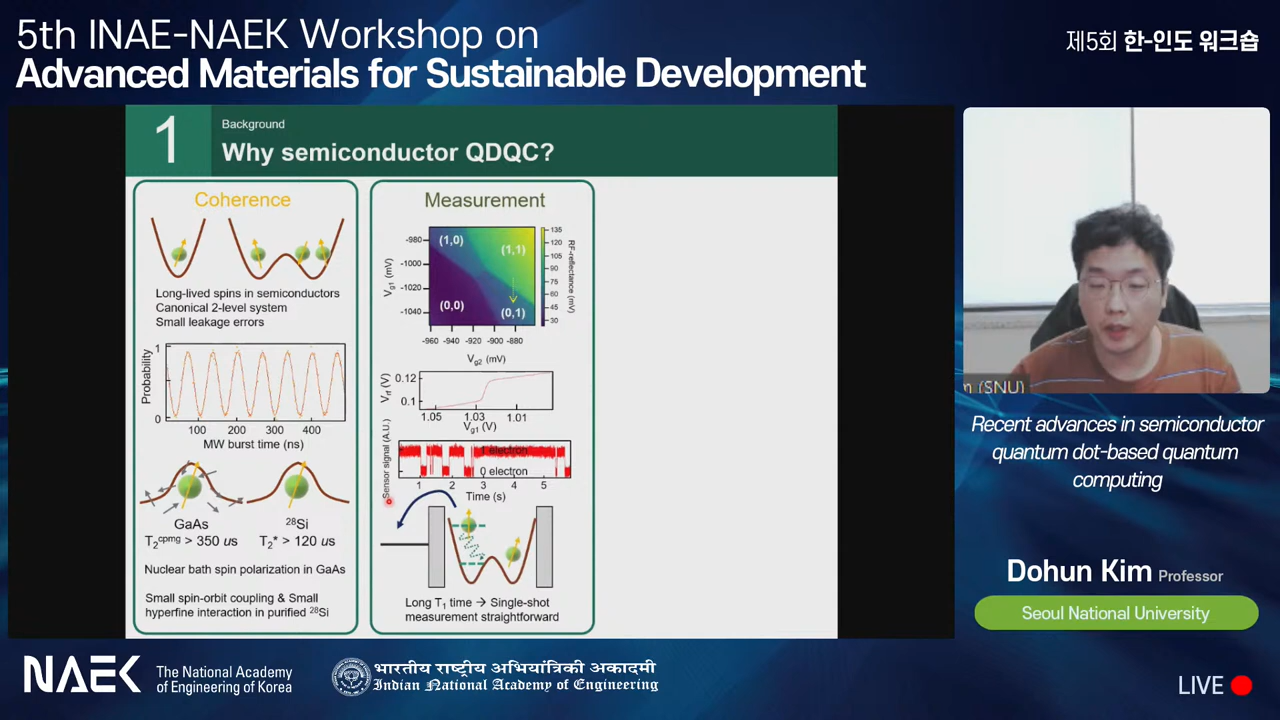 5th INAE-NAEK Workshop on
Advanced Materials for Sustainable Development
제5회 한-인도 워크숍
1
Background
Why semiconductor QDQC?
Coherence
Long-lived spins in semiconductors
Canonical 2-level system
Small leakage errors
Probability
1
0
100 200 300 400
MW burst time (ns)
GaAs
T2cpmg > 350 us
28Si
T2* > 120 us
Nuclear bath spin polarization in GaAs
Small spin-orbit coupling & Small
hyperfine interaction in purified 28Si
Measurement
Vg1 (mV)
-980
-1000
-1020
-1040
(1,0)
(1,1)
(0,0)
(0,1)
135
120
105
90
75
60
45
30
RF-reflectance (mV)
-960 -940 -920 -900 -880
Vg2 (mV)
Vrf (V)
0.12
0.1
1.05 1.03 1.01
Vg1 (V)
Sensor signal (A.U.)
1 electron
0 electron
1 2 3 4 5
Time (s)
Long T1 time → Single-shot
measurement straightforward
(SNU)
Recent advances in semiconductor
quantum dot-based quantum
computing
Dohun Kim Professor
Seoul National University
NAEK
The National Academy
of Engineering of Korea
भारतीय राष्ट्रीय अभियांत्रिकी अकादमी
Indian National Academy of Engineering
LIVE